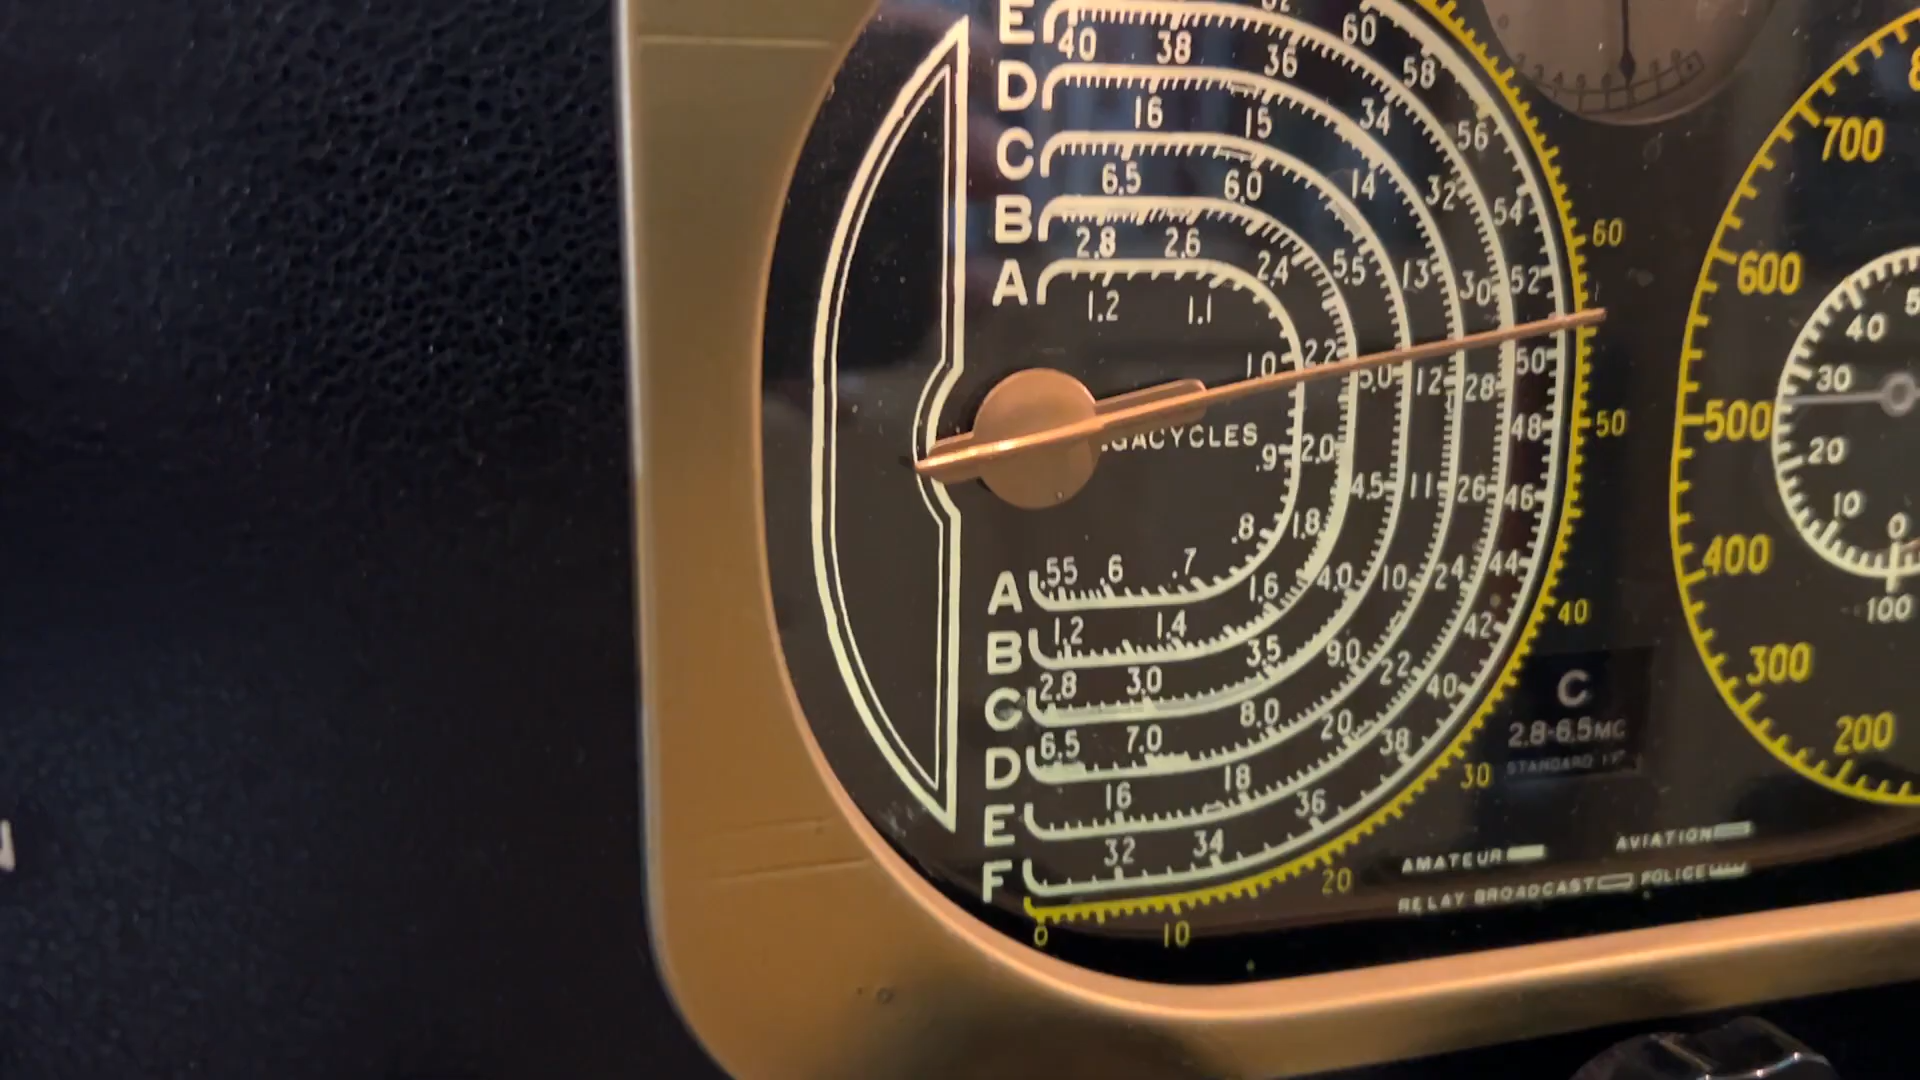 E 40 38 36 60 58
D 16 15 34 56
C 6.5 6.0 14 32 54 60
B 2.8 2.6 2.4 5.5 13 30 52
A 1.2 1.1
1.0 2.2 5.0 12 28 50
GACYCLES 48 50
.9 2.0 4.5 11 26 46
.8 1.8
A .55 .6 .7 1.6 4.0 10 24 44 40
B 1.2 1.4 3.5 9.0 22 42
C 2.8 3.0 8.0 20 40
D 6.5 7.0 18 38 30
E 16 36
F 32 34 20
0 10
C
2.8-6.5MC
STANDARD
AMATEUR AVIATION
RELAY BROADCAST POLICE
700
600
500
400
300
200
40
30
20
10
0
100